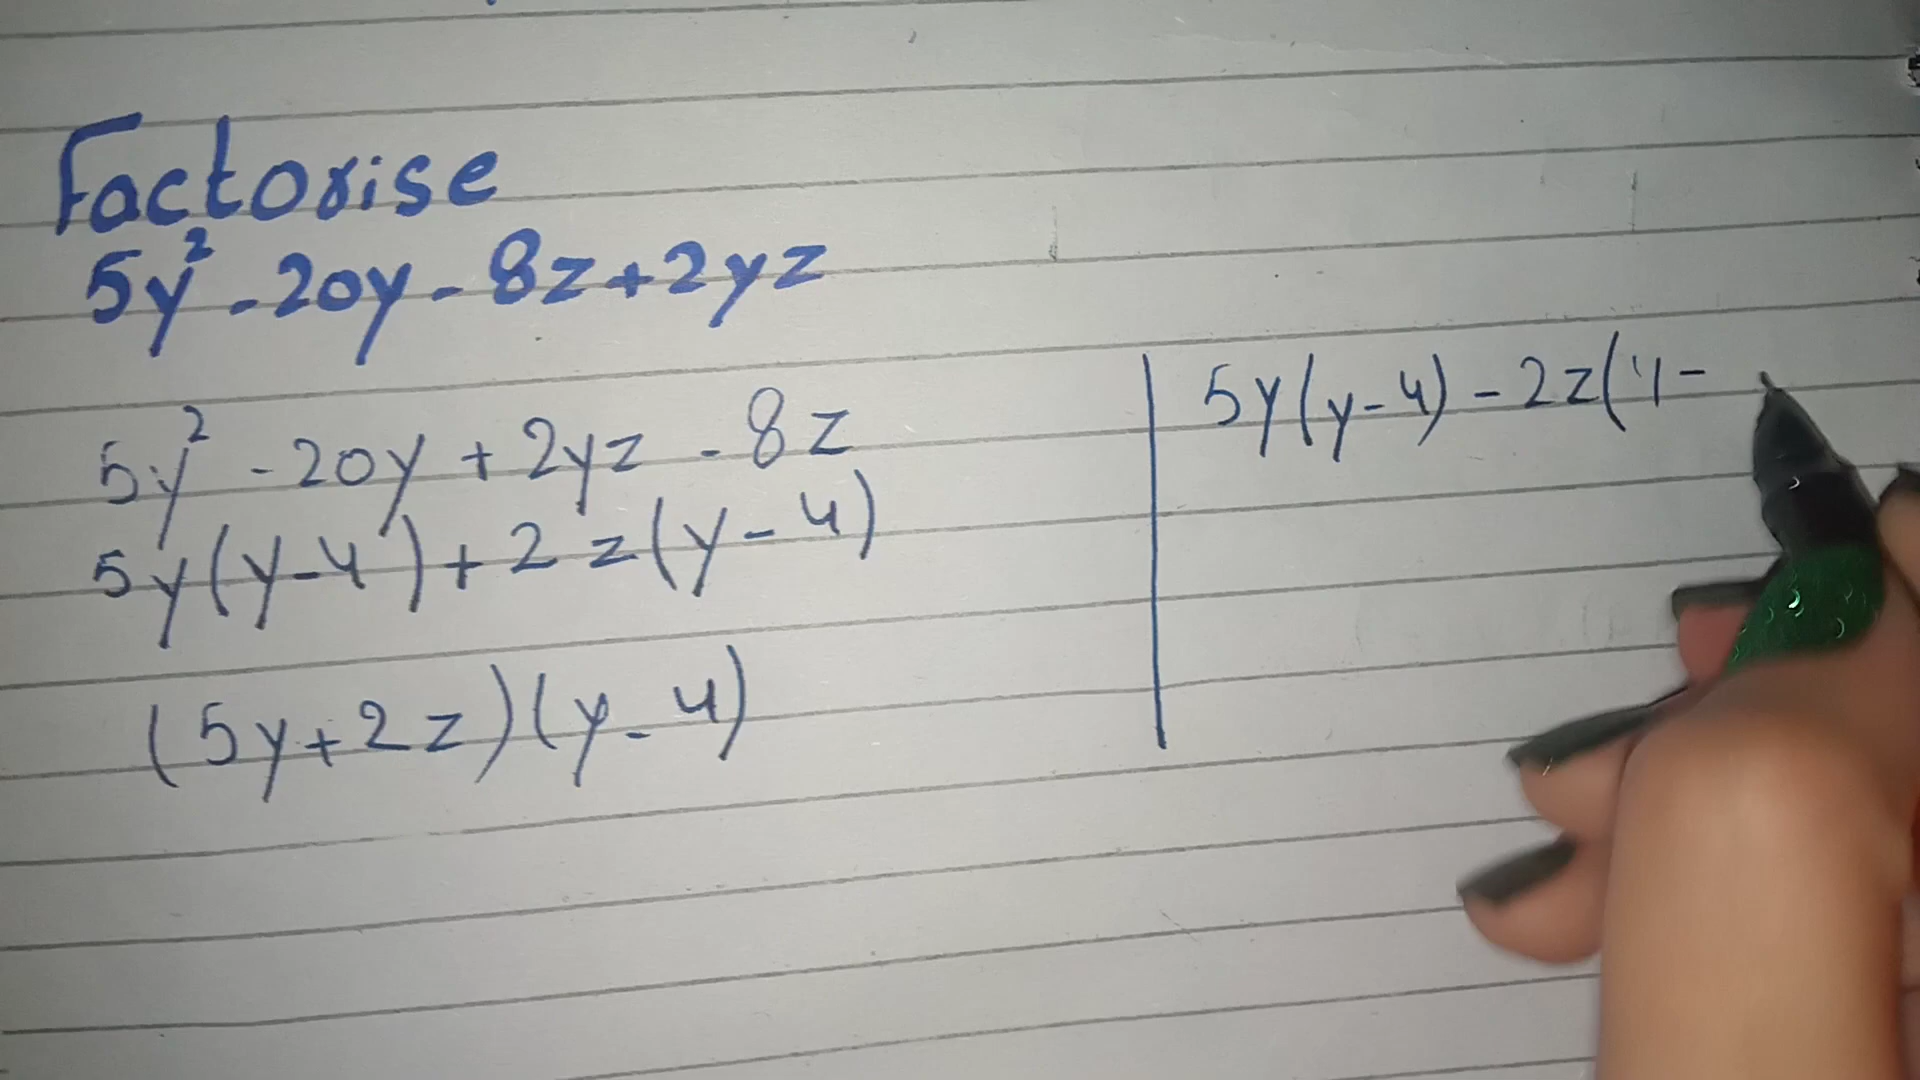 Factorise
5y² - 20y - 8z + 2yz
5y² - 20y + 2yz - 8z
5y(y-4) + 2z(y-4)
(5y+2z)(y-4)
5y(y-4) - 2z(4-